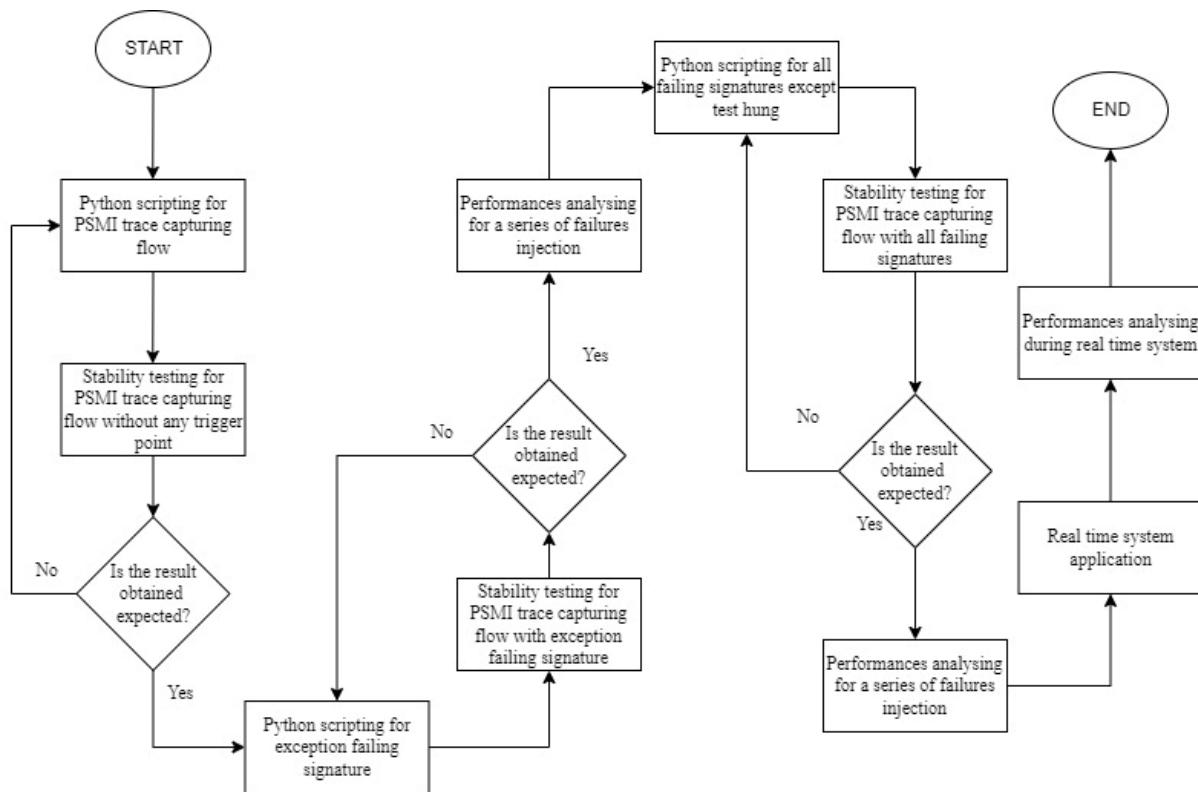 START
Python scripting for
PSMI trace capturing
flow
Stability testing for
PSMI trace capturing
flow without any trigger
point
Is the result
obtained
expected?
No
Yes
Python scripting for
exception failing
signature
Stability testing for
PSMI trace capturing
flow with exception
failing signature
Is the result
obtained
expected?
No
Yes
Performances analysing
for a series of failures
injection
Python scripting for all
failing signatures except
test hung
Stability testing for
PSMI trace capturing
flow with all failing
signatures
Is the result
obtained
expected?
No
Yes
Performances analysing
for a series of failures
injection
Real time system
application
Performances analysing
during real time system
END